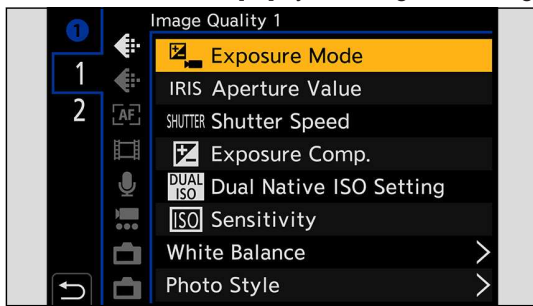 Image Quality 1
1
1
2
AF
Exposure Mode
IRIS Aperture Value
SHUTTER Shutter Speed
Exposure Comp.
DUAL ISO Dual Native ISO Setting
ISO Sensitivity
White Balance
Photo Style